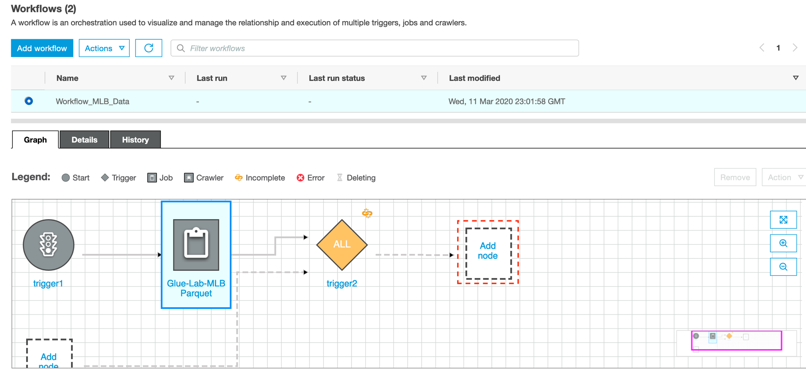 Workflows (2)
A workflow is an orchestration used to visualize and manage the relationship and execution of multiple triggers, jobs and crawlers.
Add workflow Actions Filter workflows 1
Name Last run Last run status Last modified
Workflow_MLB_Data - - Wed, 11 Mar 2020 23:01:58 GMT
Graph Details History
Legend: Start Trigger Job Crawler Incomplete Error Deleting Remove Action
ALL
Add
node
trigger1
Glue-Lab-MLB
Parquet
trigger2
Add
node